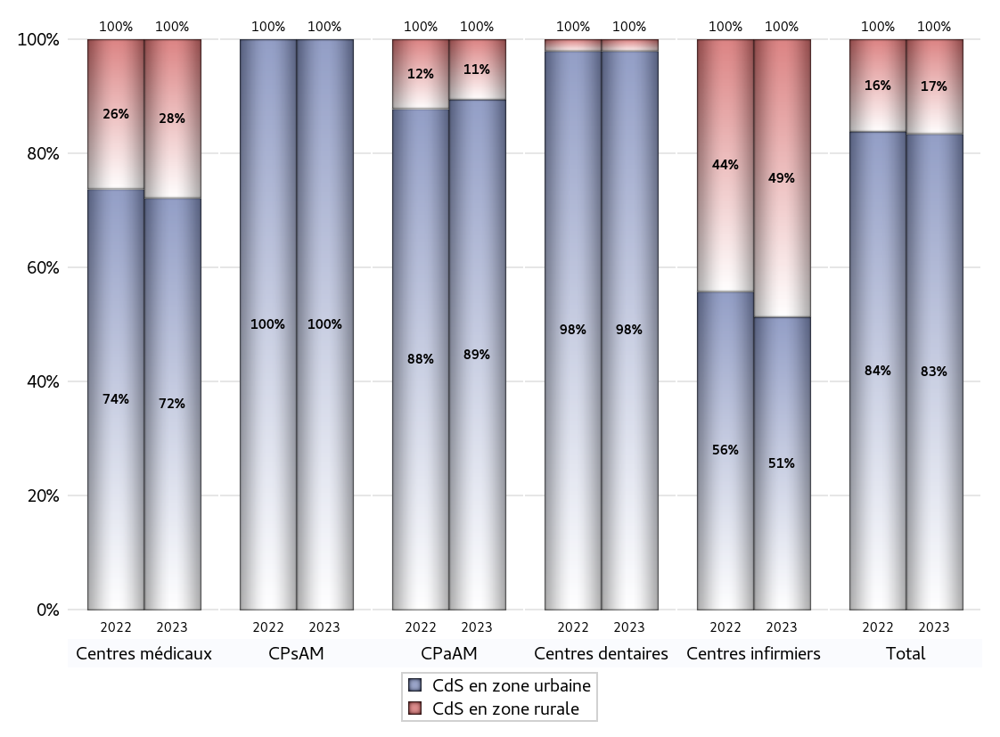 100% 100% 100% 100% 100% 100% 100% 100% 100% 100% 100% 100%
100%
80%
60%
40%
20%
0%
26% 28% 12% 11% 44% 49% 16% 17%
74% 72% 100% 100% 88% 89% 98% 98% 56% 51% 84% 83%
2022 2023 2022 2023 2022 2023 2022 2023 2022 2023 2022 2023
Centres médicaux CPsAM CPaAM Centres dentaires Centres infirmiers Total
CdS en zone urbaine
CdS en zone rurale